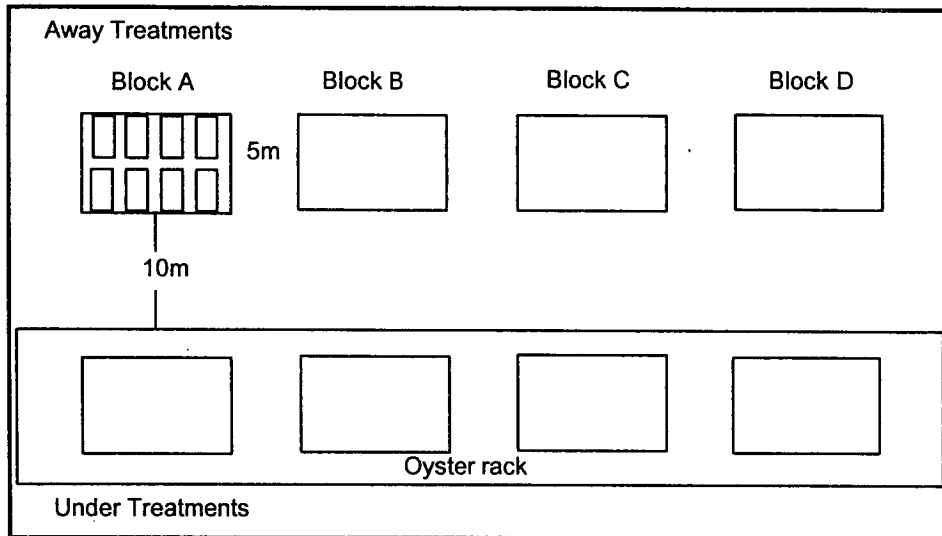 Away Treatments
Block A Block B Block C Block D
5m
10m
Oyster rack
Under Treatments